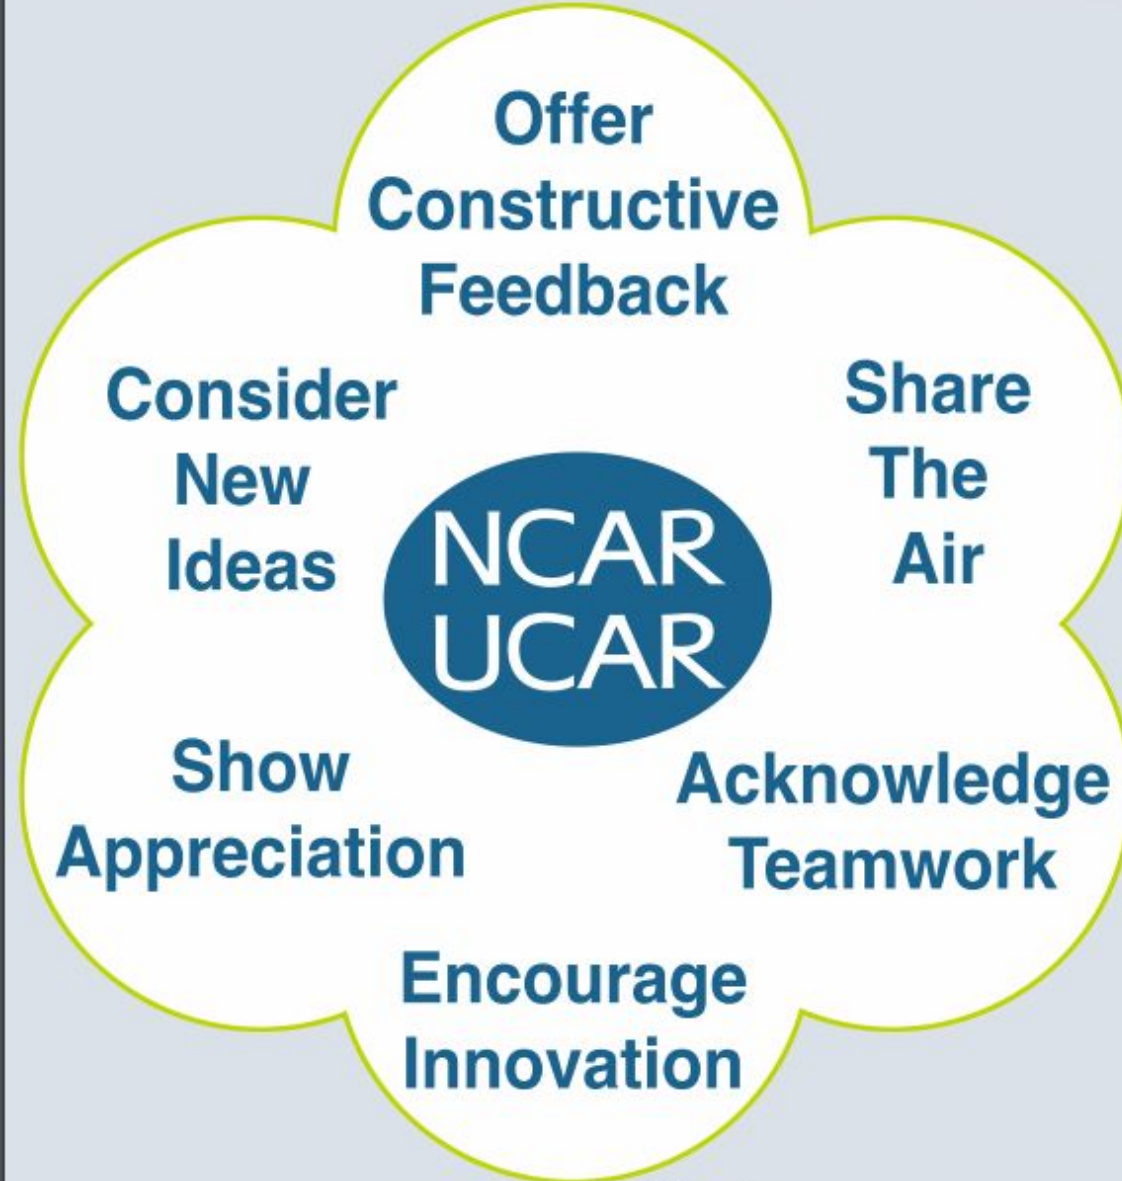 Offer
Constructive
Feedback
Share
The
Air
Acknowledge
Teamwork
Encourage
Innovation
Show
Appreciation
Consider
New
Ideas
NCAR
UCAR